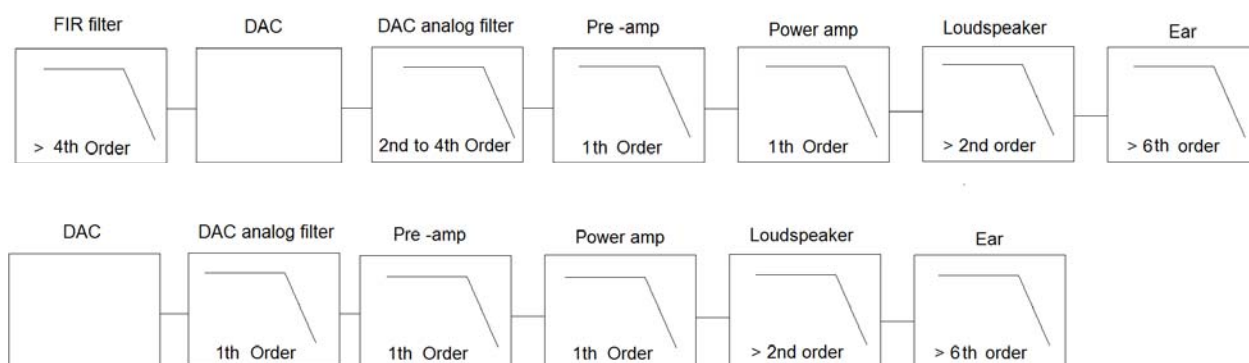 FIR filter DAC DAC analog filter Pre -amp Power amp Loudspeaker Ear
> 4th Order 2nd to 4th Order 1th Order 1th Order > 2nd order > 6th order
DAC DAC analog filter Pre -amp Power amp Loudspeaker Ear
1th Order 1th Order 1th Order > 2nd order > 6th order